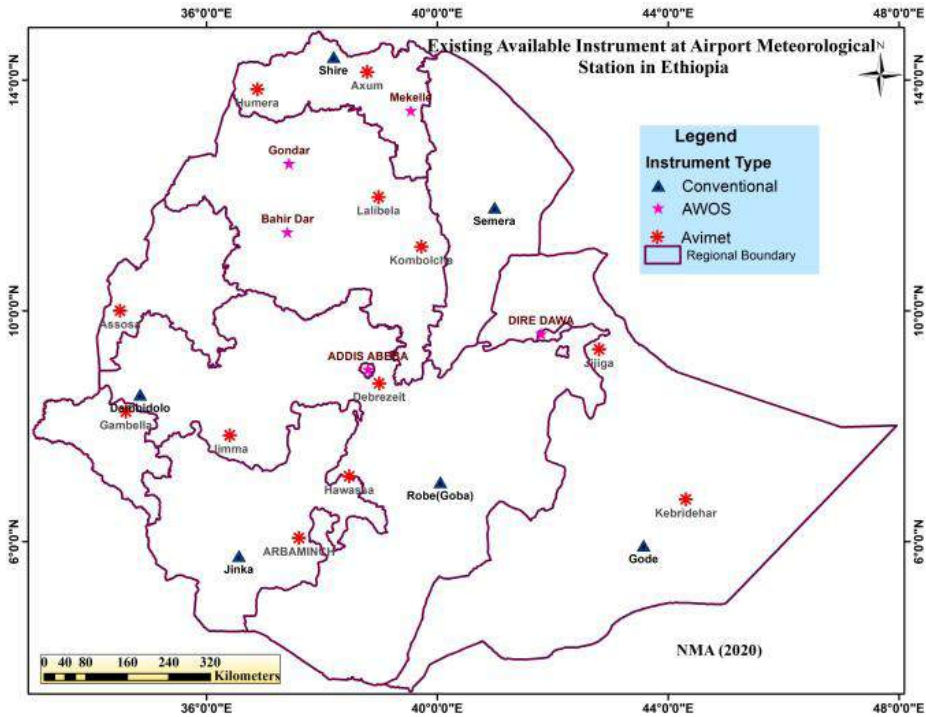 36°0'0"E 40°0'0"E 44°0'0"E 48°0'0"E
Existing Available Instrument at Airport Meteorological
Station in Ethiopia
N
14°0'0"N
14°0'0"N
Shire
Axum
Humera
Mekelle
Gondar
Lalibela
Bahir Dar
Kombolcha
Semera
Legend
Instrument Type
Conventional
AWOS
Avimet
Regional Boundary
10°0'0"N
10°0'0"N
Assosa
DIRE DAWA
Jijiga
ADDIS ABEBA
Debrezeit
Dembidolo
Gambella
Jimma
Hawassa
Robe(Goba)
Kebridehar
6°0'0"N
6°0'0"N
ARBAMINCH
Jinka
Gode
NMA (2020)
0 40 80 160 240 320
Kilometers
36°0'0"E 40°0'0"E 44°0'0"E 48°0'0"E